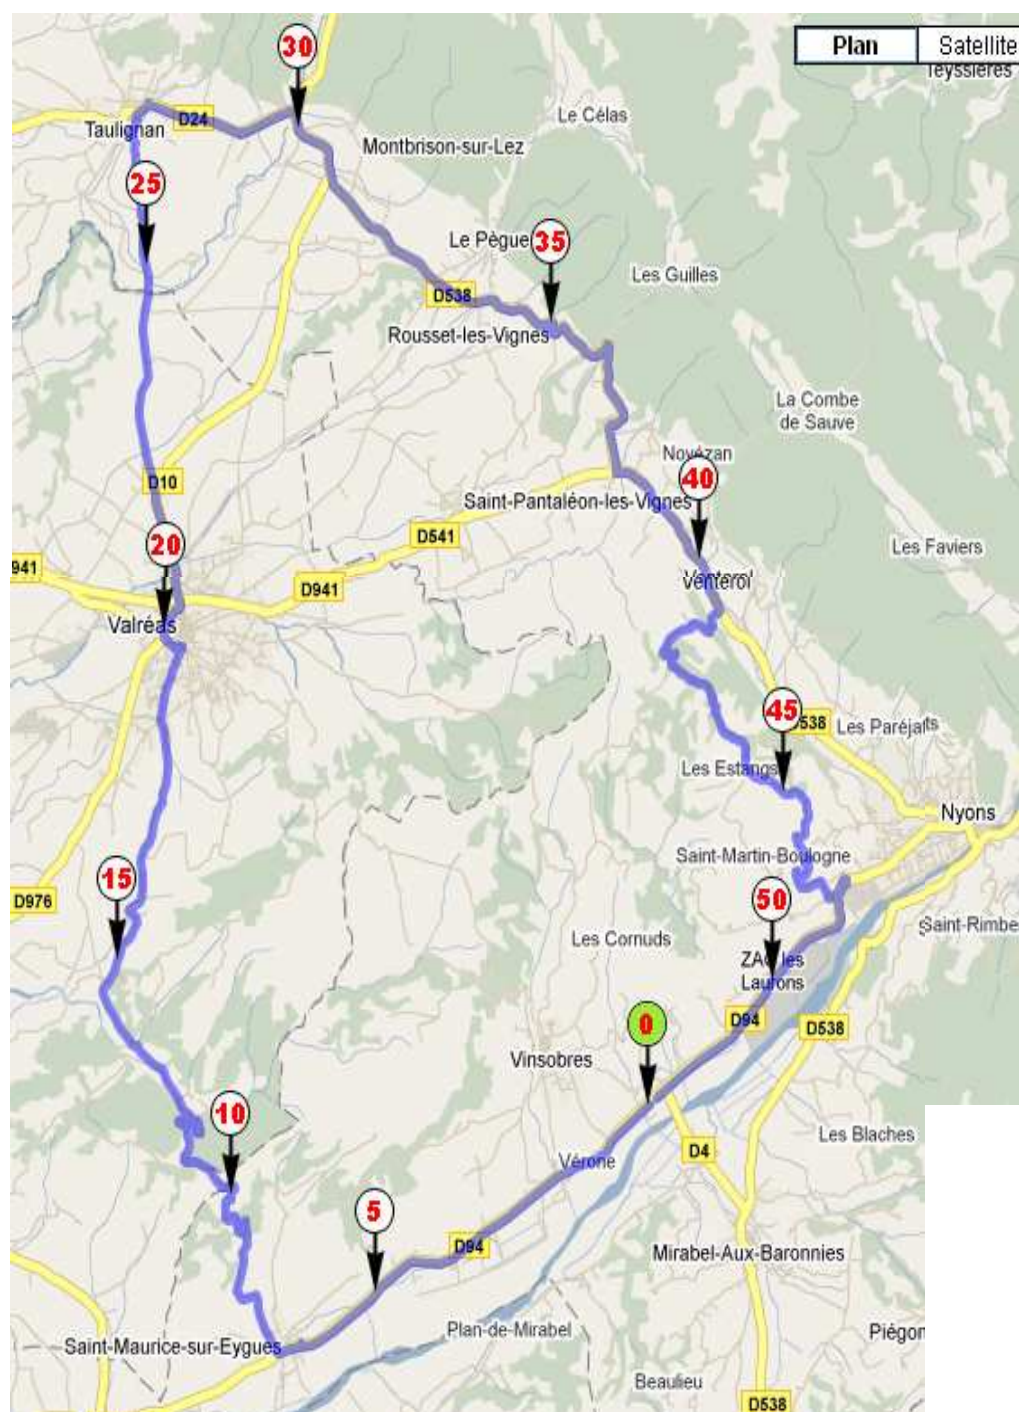 30
Plan
Satellite
Teyssières
Le Célas
D24
Taulignan
Montbrison-sur-Lez
25
Le Pègue
35
Les Guilles
D538
Rousset-les-Vignes
La Combe
de Sauve
Novézan
40
D10
Saint-Pantaléon-les-Vignes
20
D541
Les Faviers
941
D941
Venterol
Valréas
45
D538
Les Paréjats
Les Estangs
Nyons
Saint-Martin-Boulogne
15
50
D976
Saint-Rimbe
Les Cornuds
ZAC les
Laurons
0
D94
D538
Vinsobres
10
Les Blaches
D4
Vérone
5
D94
Mirabel-Aux-Baronnies
Plan-de-Mirabel
Piégon
Saint-Maurice-sur-Eygues
Beaulieu
D538